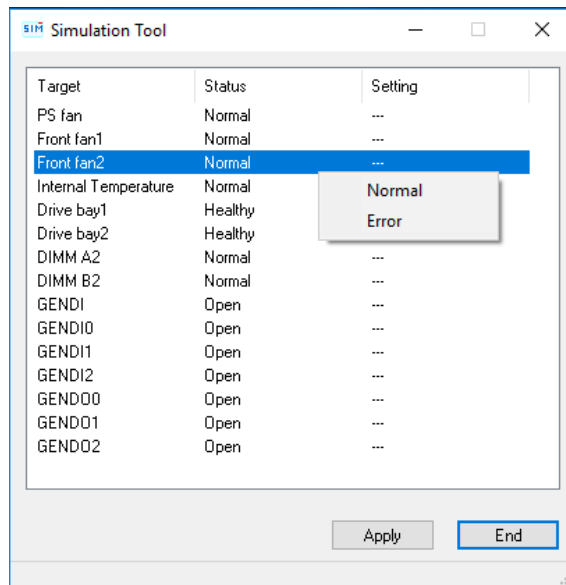 SIM Simulation Tool
Target Status Setting
PS fan Normal ---
Front fan1 Normal ---
Front fan2 Normal ---
Internal Temperature Normal
Normal
Drive bay1 Healthy
Error
Drive bay2 Healthy
DIMM A2 Normal ---
DIMM B2 Normal ---
GENDI Open ---
GENDI0 Open ---
GENDI1 Open ---
GENDI2 Open ---
GENDO0 Open ---
GENDO1 Open ---
GENDO2 Open ---
Apply End